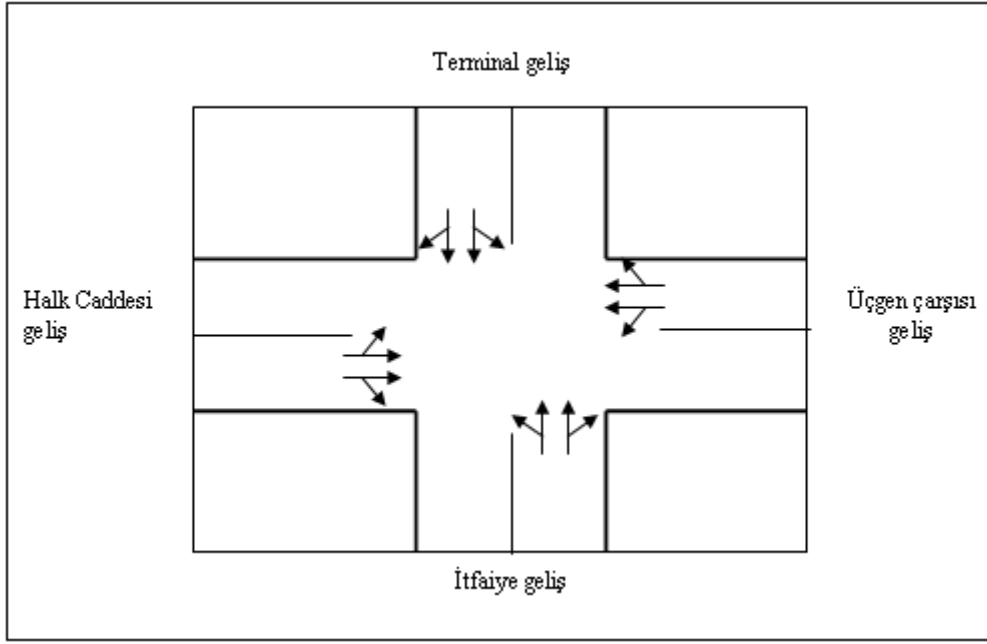 Terminal geliş
Halk Caddesi
geliş
Üçgen çarşısı
geliş
İtfaiye geliş